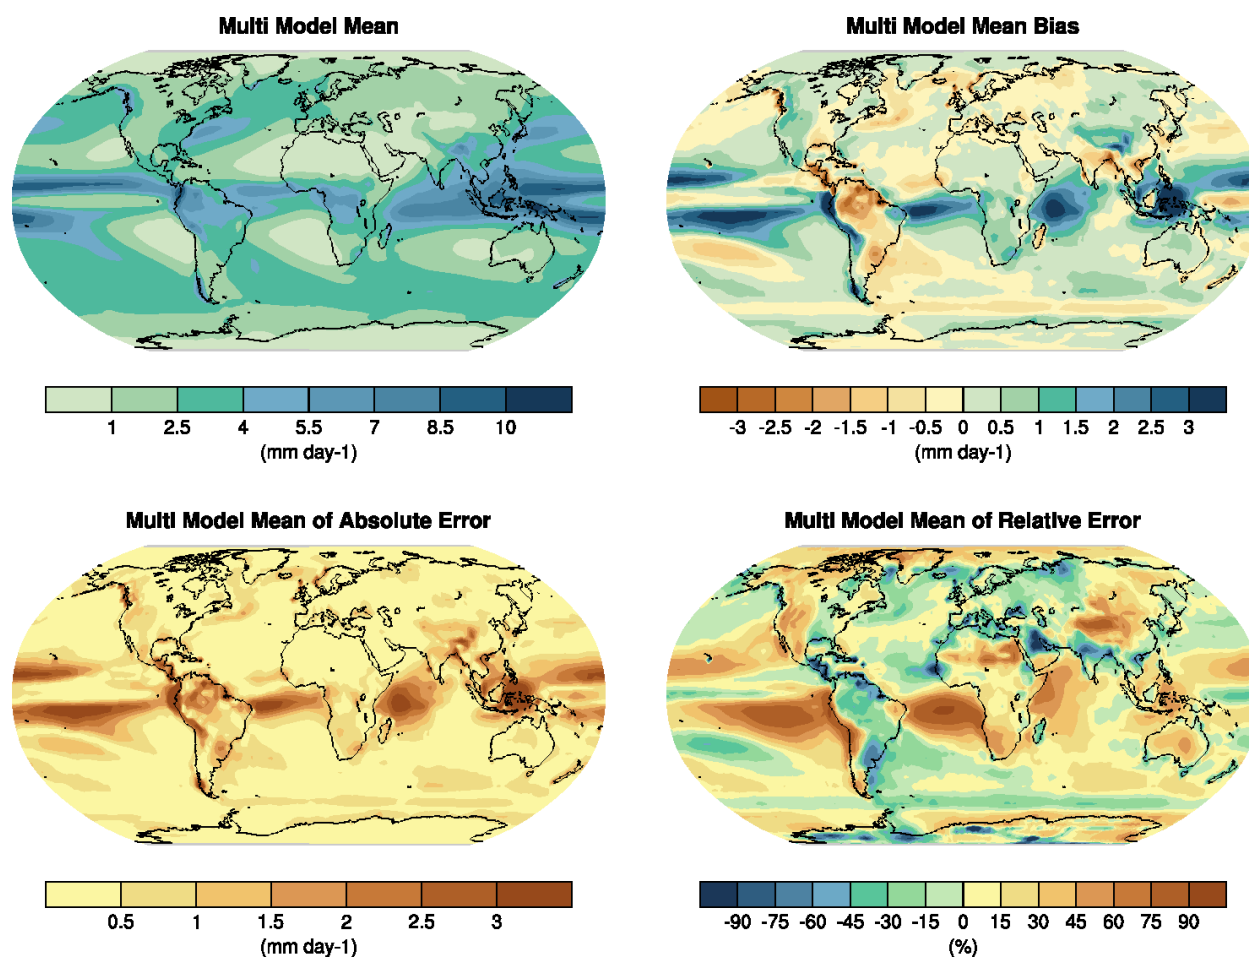 Multi Model Mean
Multi Model Mean Bias
1 2.5 4 5.5 7 8.5 10
(mm day-1)
-3 -2.5 -2 -1.5 -1 -0.5 0 0.5 1 1.5 2 2.5 3
(mm day-1)
Multi Model Mean of Absolute Error
Multi Model Mean of Relative Error
0.5 1 1.5 2 2.5 3
(mm day-1)
-90 -75 -60 -45 -30 -15 0 15 30 45 60 75 90
(%)